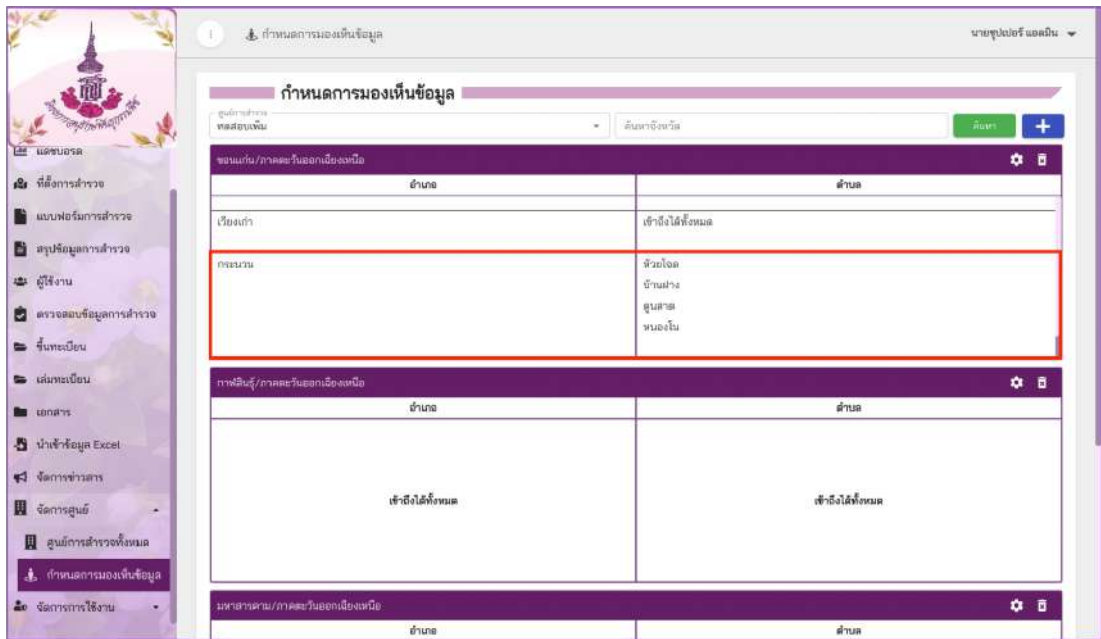 กำหนดการมองเห็นข้อมูล
นายซุปเปอร์ แอดมิน
แดชบอร์ด
ที่ตั้งการสำรวจ
แบบฟอร์มการสำรวจ
สรุปข้อมูลการสำรวจ
ผู้ใช้งาน
ตรวจสอบข้อมูลการสำรวจ
ขึ้นทะเบียน
เล่มทะเบียน
เอกสาร
นำเข้าข้อมูล Excel
จัดการข่าวสาร
จัดการศูนย์
ศูนย์การสำรวจทั้งหมด
กำหนดการมองเห็นข้อมูล
จัดการการใช้งาน
กำหนดการมองเห็นข้อมูล
ศูนย์การสำรวจ
ทดสอบเพิ่ม
ค้นหาจังหวัด
ค้นหา
ขอนแก่น/ภาคตะวันออกเฉียงเหนือ
อำเภอ ตำบล
เวียงเก่า เข้าถึงได้ทั้งหมด
กระนวน ห้วยโจด
บ้านฝาง
ดูนสาด
หนองโน
กาฬสินธุ์/ภาคตะวันออกเฉียงเหนือ
อำเภอ ตำบล
เข้าถึงได้ทั้งหมด เข้าถึงได้ทั้งหมด
มหาสารคาม/ภาคตะวันออกเฉียงเหนือ
อำเภอ ตำบล